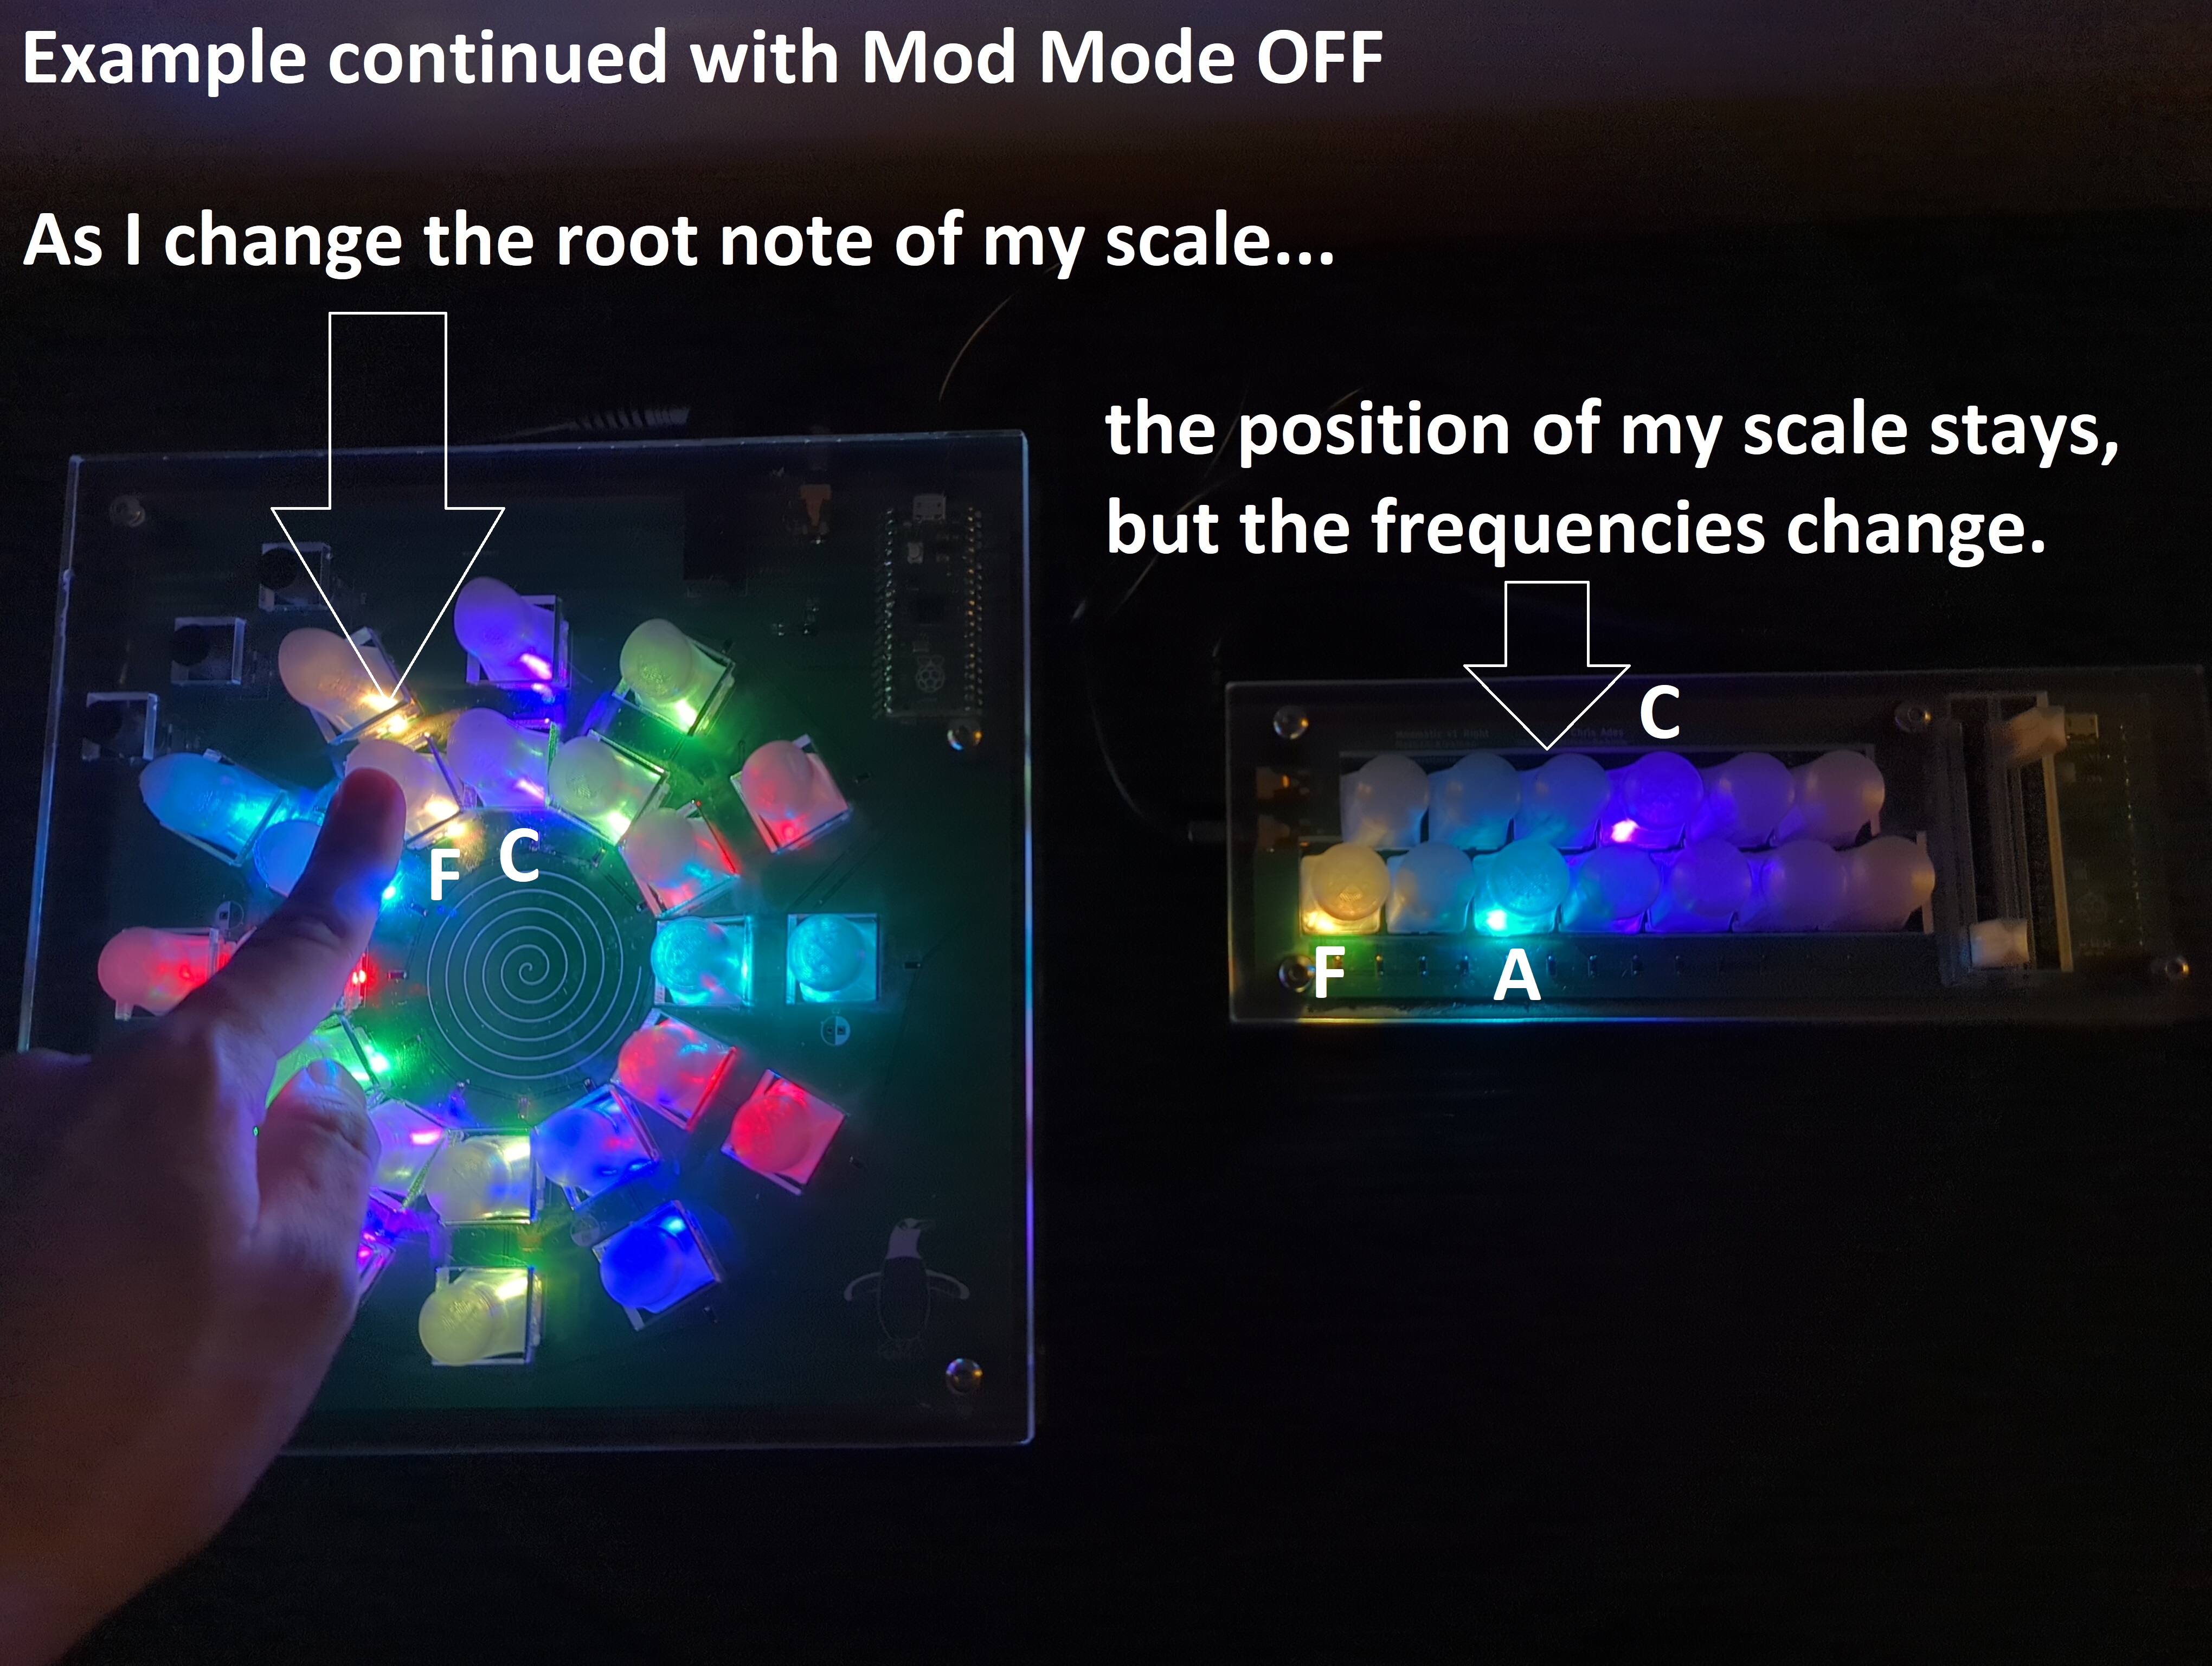 Example continued with Mod Mode OFF
As I change the root note of my scale...
the position of my scale stays,
but the frequencies change.
C
F
C
F
A